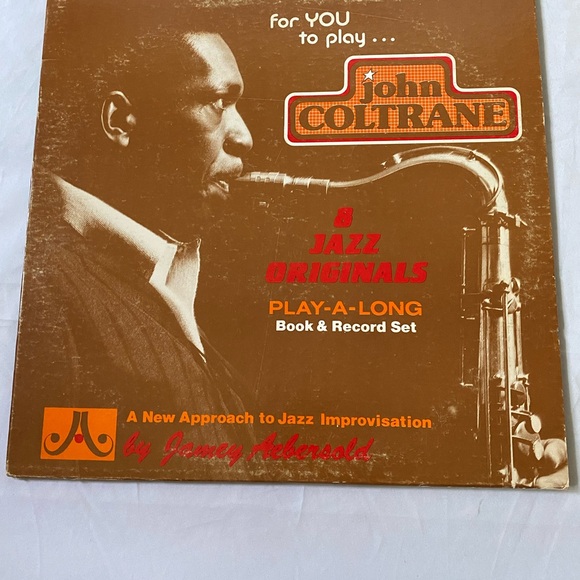 for YOU
to play...
john
COLTRANE
8
JAZZ
ORIGINALS
PLAY-A-LONG
Book & Record Set
A New Approach to Jazz Improvisation
by Jamey Aebersold